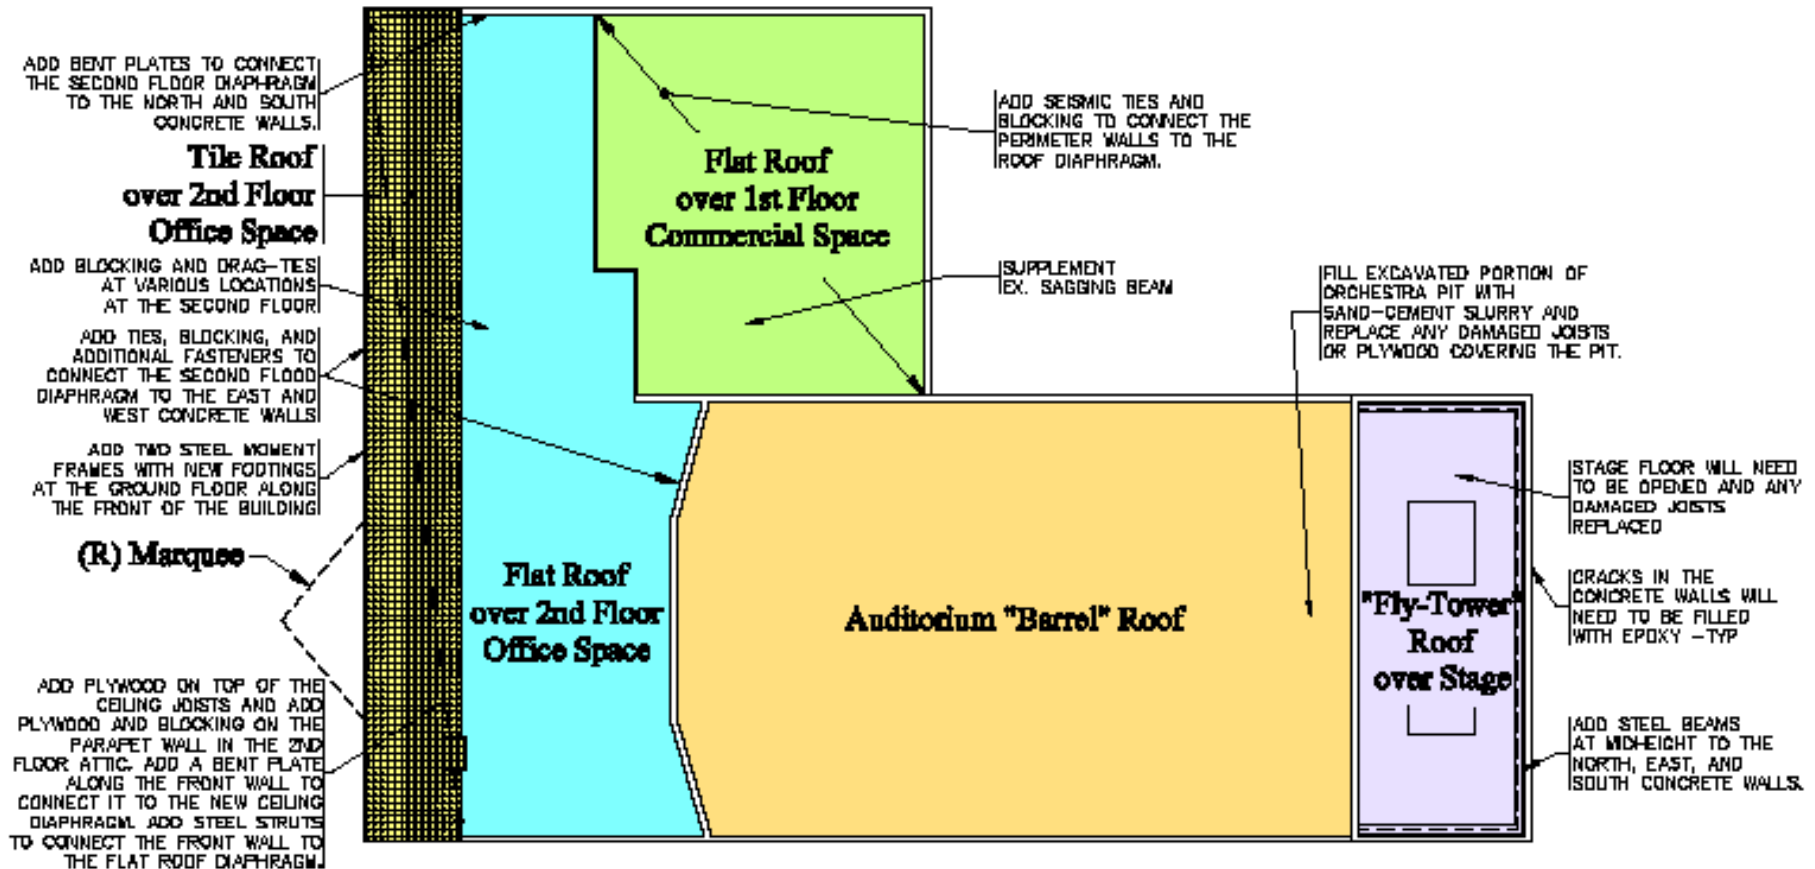 ADD BENT PLATES TO CONNECT
THE SECOND FLOOR DIAPHRAGM
TO THE NORTH AND SOUTH
CONCRETE WALLS.
Tile Roof
over 2nd Floor
Office Space
ADD BLOCKING AND DRAG-TIES
AT VARIOUS LOCATIONS
AT THE SECOND FLOOR
ADD TIES, BLOCKING, AND
ADDITIONAL FASTENERS TO
CONNECT THE SECOND FLOOD
DIAPHRAGM TO THE EAST AND
WEST CONCRETE WALLS
ADD TWO STEEL MOMENT
FRAMES WITH NEW FOOTINGS
AT THE GROUND FLOOR ALONG
THE FRONT OF THE BUILDING
(R) Marquee
ADD PLYWOOD ON TOP OF THE
CEILING JOISTS AND ADD
PLYWOOD AND BLOCKING ON THE
PARAPET WALL IN THE 2ND
FLOOR ATTIC. ADD A BENT PLATE
ALONG THE FRONT WALL TO
CONNECT IT TO THE NEW CEILING
DIAPHRAGM. ADD STEEL STRUTS
TO CONNECT THE FRONT WALL TO
THE FLAT ROOF DIAPHRAGM.
Flat Roof
over 1st Floor
Commercial Space
Flat Roof
over 2nd Floor
Office Space
Auditorium "Barrel" Roof
"Fly-Tower"
Roof
over Stage
ADD SEISMIC TIES AND
BLOCKING TO CONNECT THE
PERIMETER WALLS TO THE
ROOF DIAPHRAGM.
SUPPLEMENT
EX. SAGGING BEAM
FILL EXCAVATED PORTION OF
ORCHESTRA PIT WITH
SAND-CEMENT SLURRY AND
REPLACE ANY DAMAGED JOISTS
OR PLYWOOD COVERING THE PIT.
STAGE FLOOR WILL NEED
TO BE OPENED AND ANY
DAMAGED JOISTS
REPLACED
CRACKS IN THE
CONCRETE WALLS WILL
NEED TO BE FILLED
WITH EPOXY -TYP
ADD STEEL BEAMS
AT MIDHEIGHT TO THE
NORTH, EAST, AND
SOUTH CONCRETE WALLS.